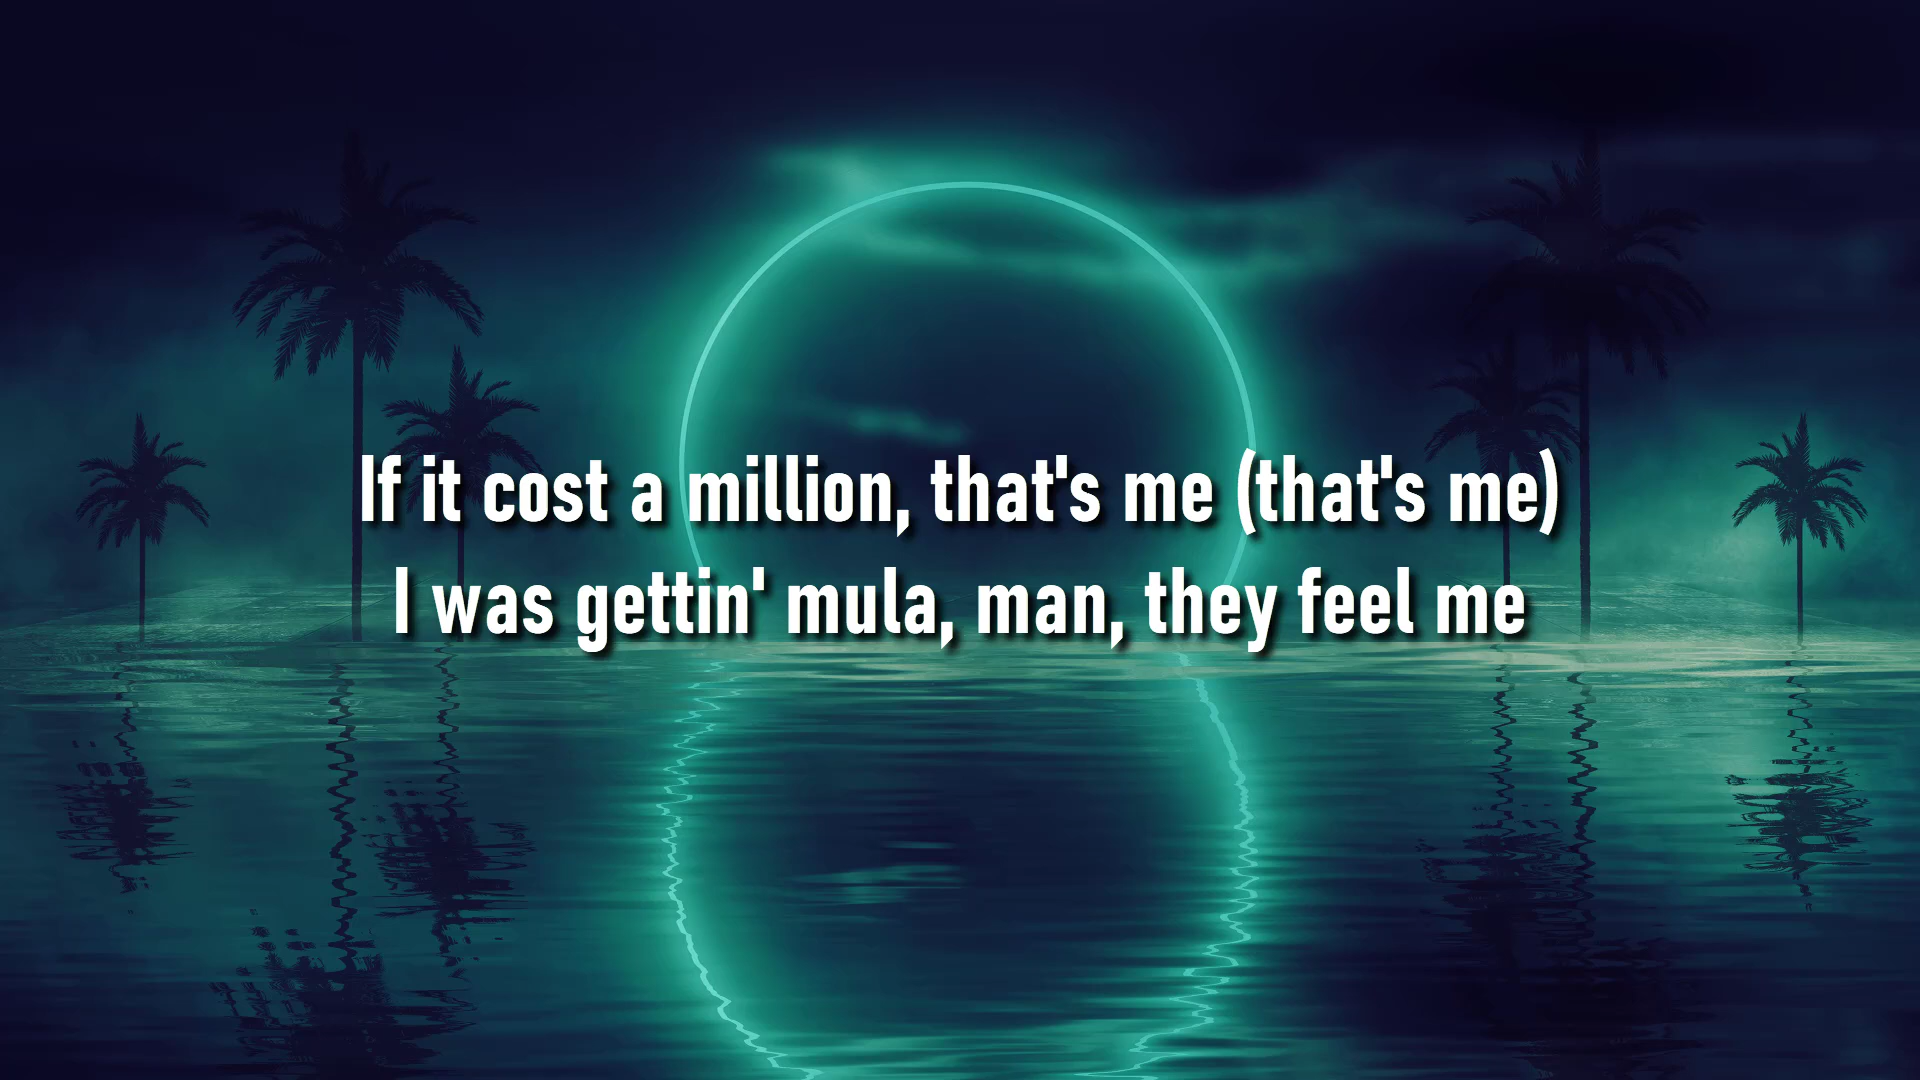 If it cost a million, that's me (that's me)
I was gettin' mula, man, they feel me